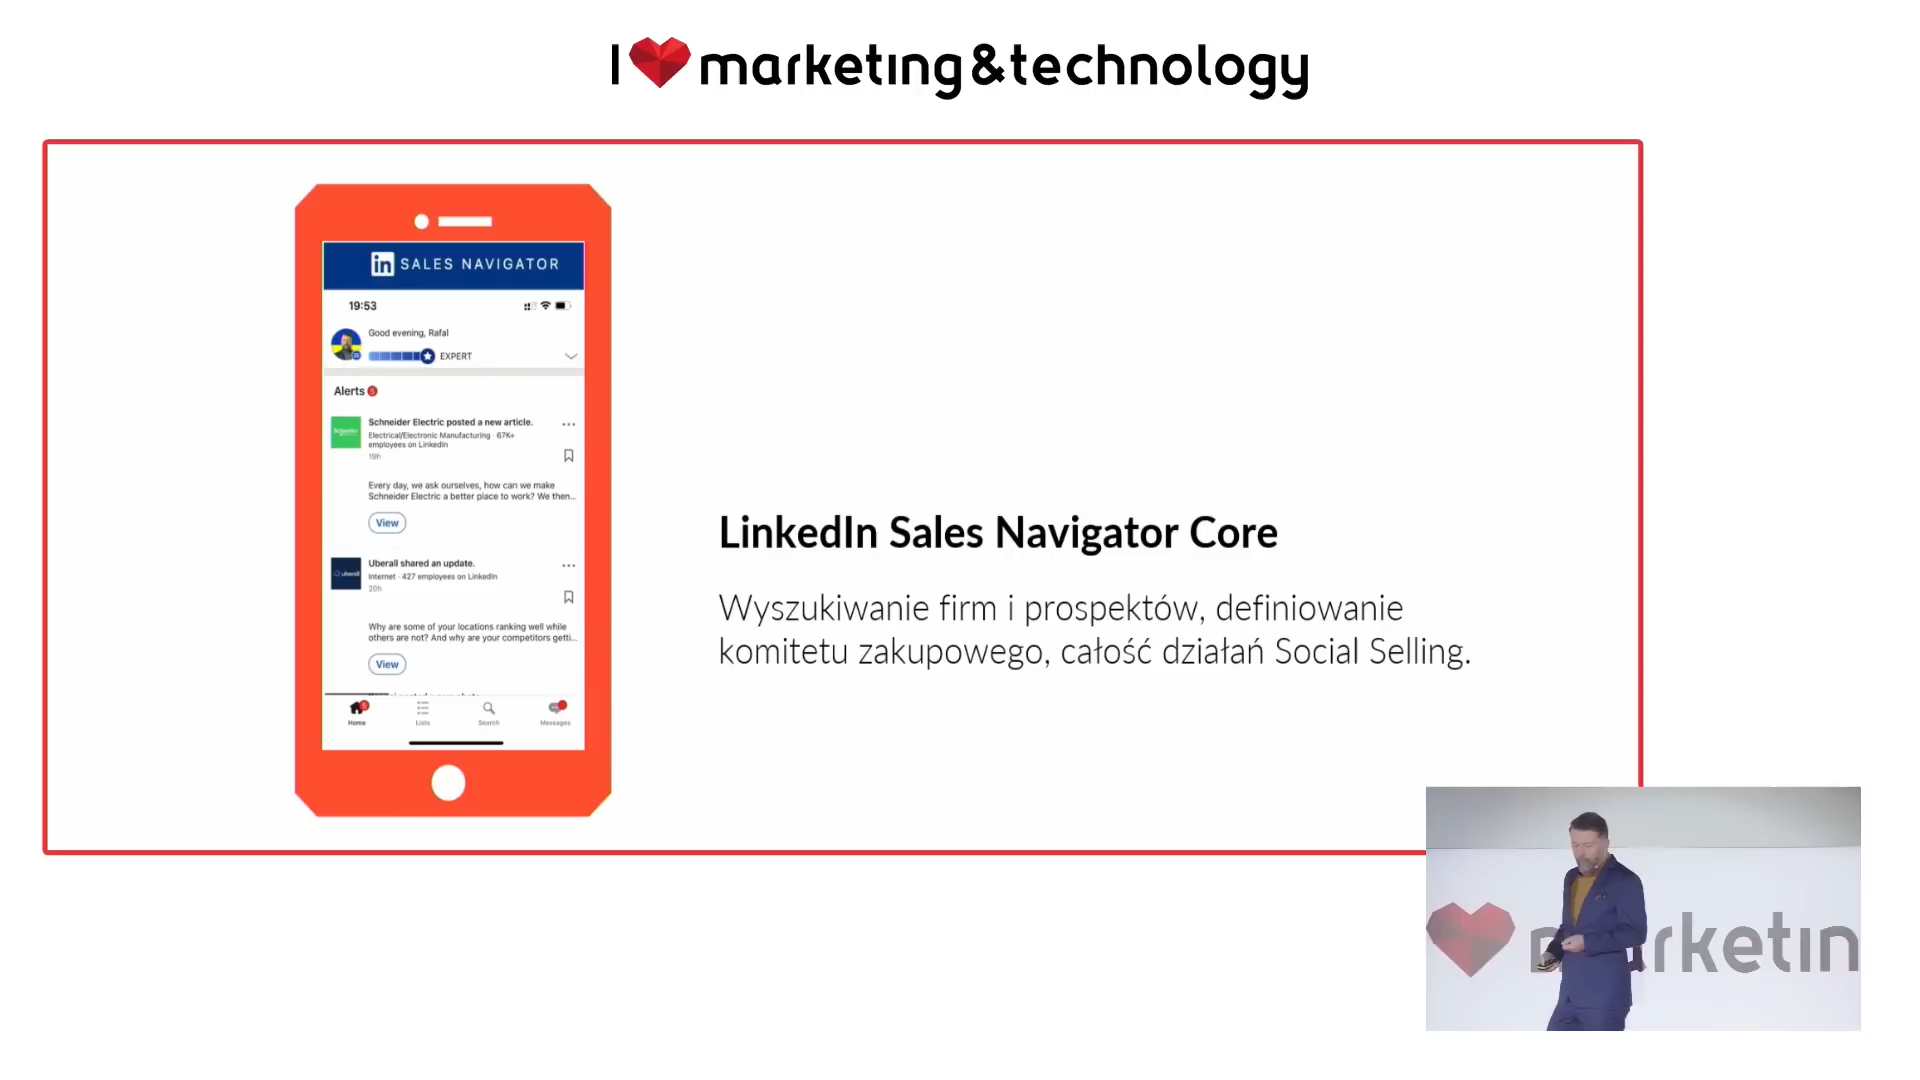 I marketing&technology
in SALES NAVIGATOR
19:53
Good evening, Rafal
EXPERT
Alerts
Schneider Electric posted a new article.
Electrical/Electronic Manufacturing · 67K+
employees on LinkedIn
19h
Every day, we ask ourselves, how can we make
Schneider Electric a better place to work? We then...
View
uberall
Uberall shared an update.
Internet · 427 employees on LinkedIn
20h
Why are some of your locations ranking well while
others are not? And why are your competitors getti...
View
Home
Lists
Search
Messages
LinkedIn Sales Navigator Core
Wyszukiwanie firm i prospektów, definiowanie
komitetu zakupowego, całość działań Social Selling.